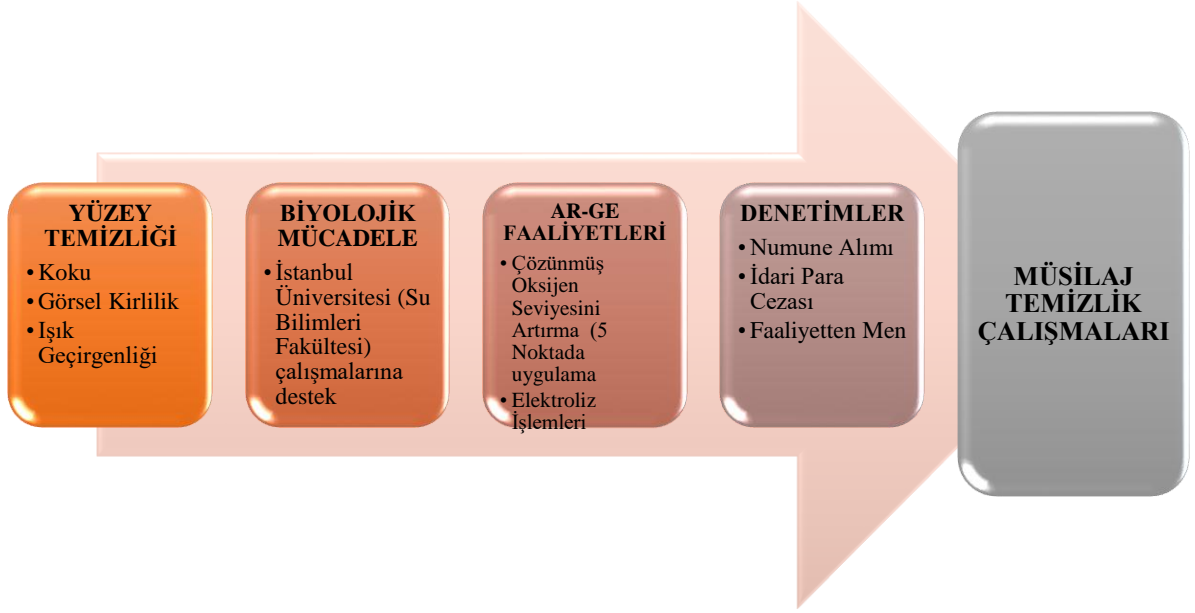 YÜZEY
TEMİZLİĞİ
• Koku
• Görsel Kirlilik
• Işık
Geçirgenliği
BİYOLOJİK
MÜCADELE
• İstanbul
Üniversitesi (Su
Bilimleri
Fakültesi)
çalışmalarına
destek
AR-GE
FAALİYETLERİ
• Çözünmüş
Oksijen
Seviyesini
Artırma (5
Noktada
uygulama
• Elektroliz
İşlemleri
DENETİMLER
• Numune Alımı
• İdari Para
Cezası
• Faaliyetten Men
MÜSİLAJ
TEMİZLİK
ÇALIŞMALARI